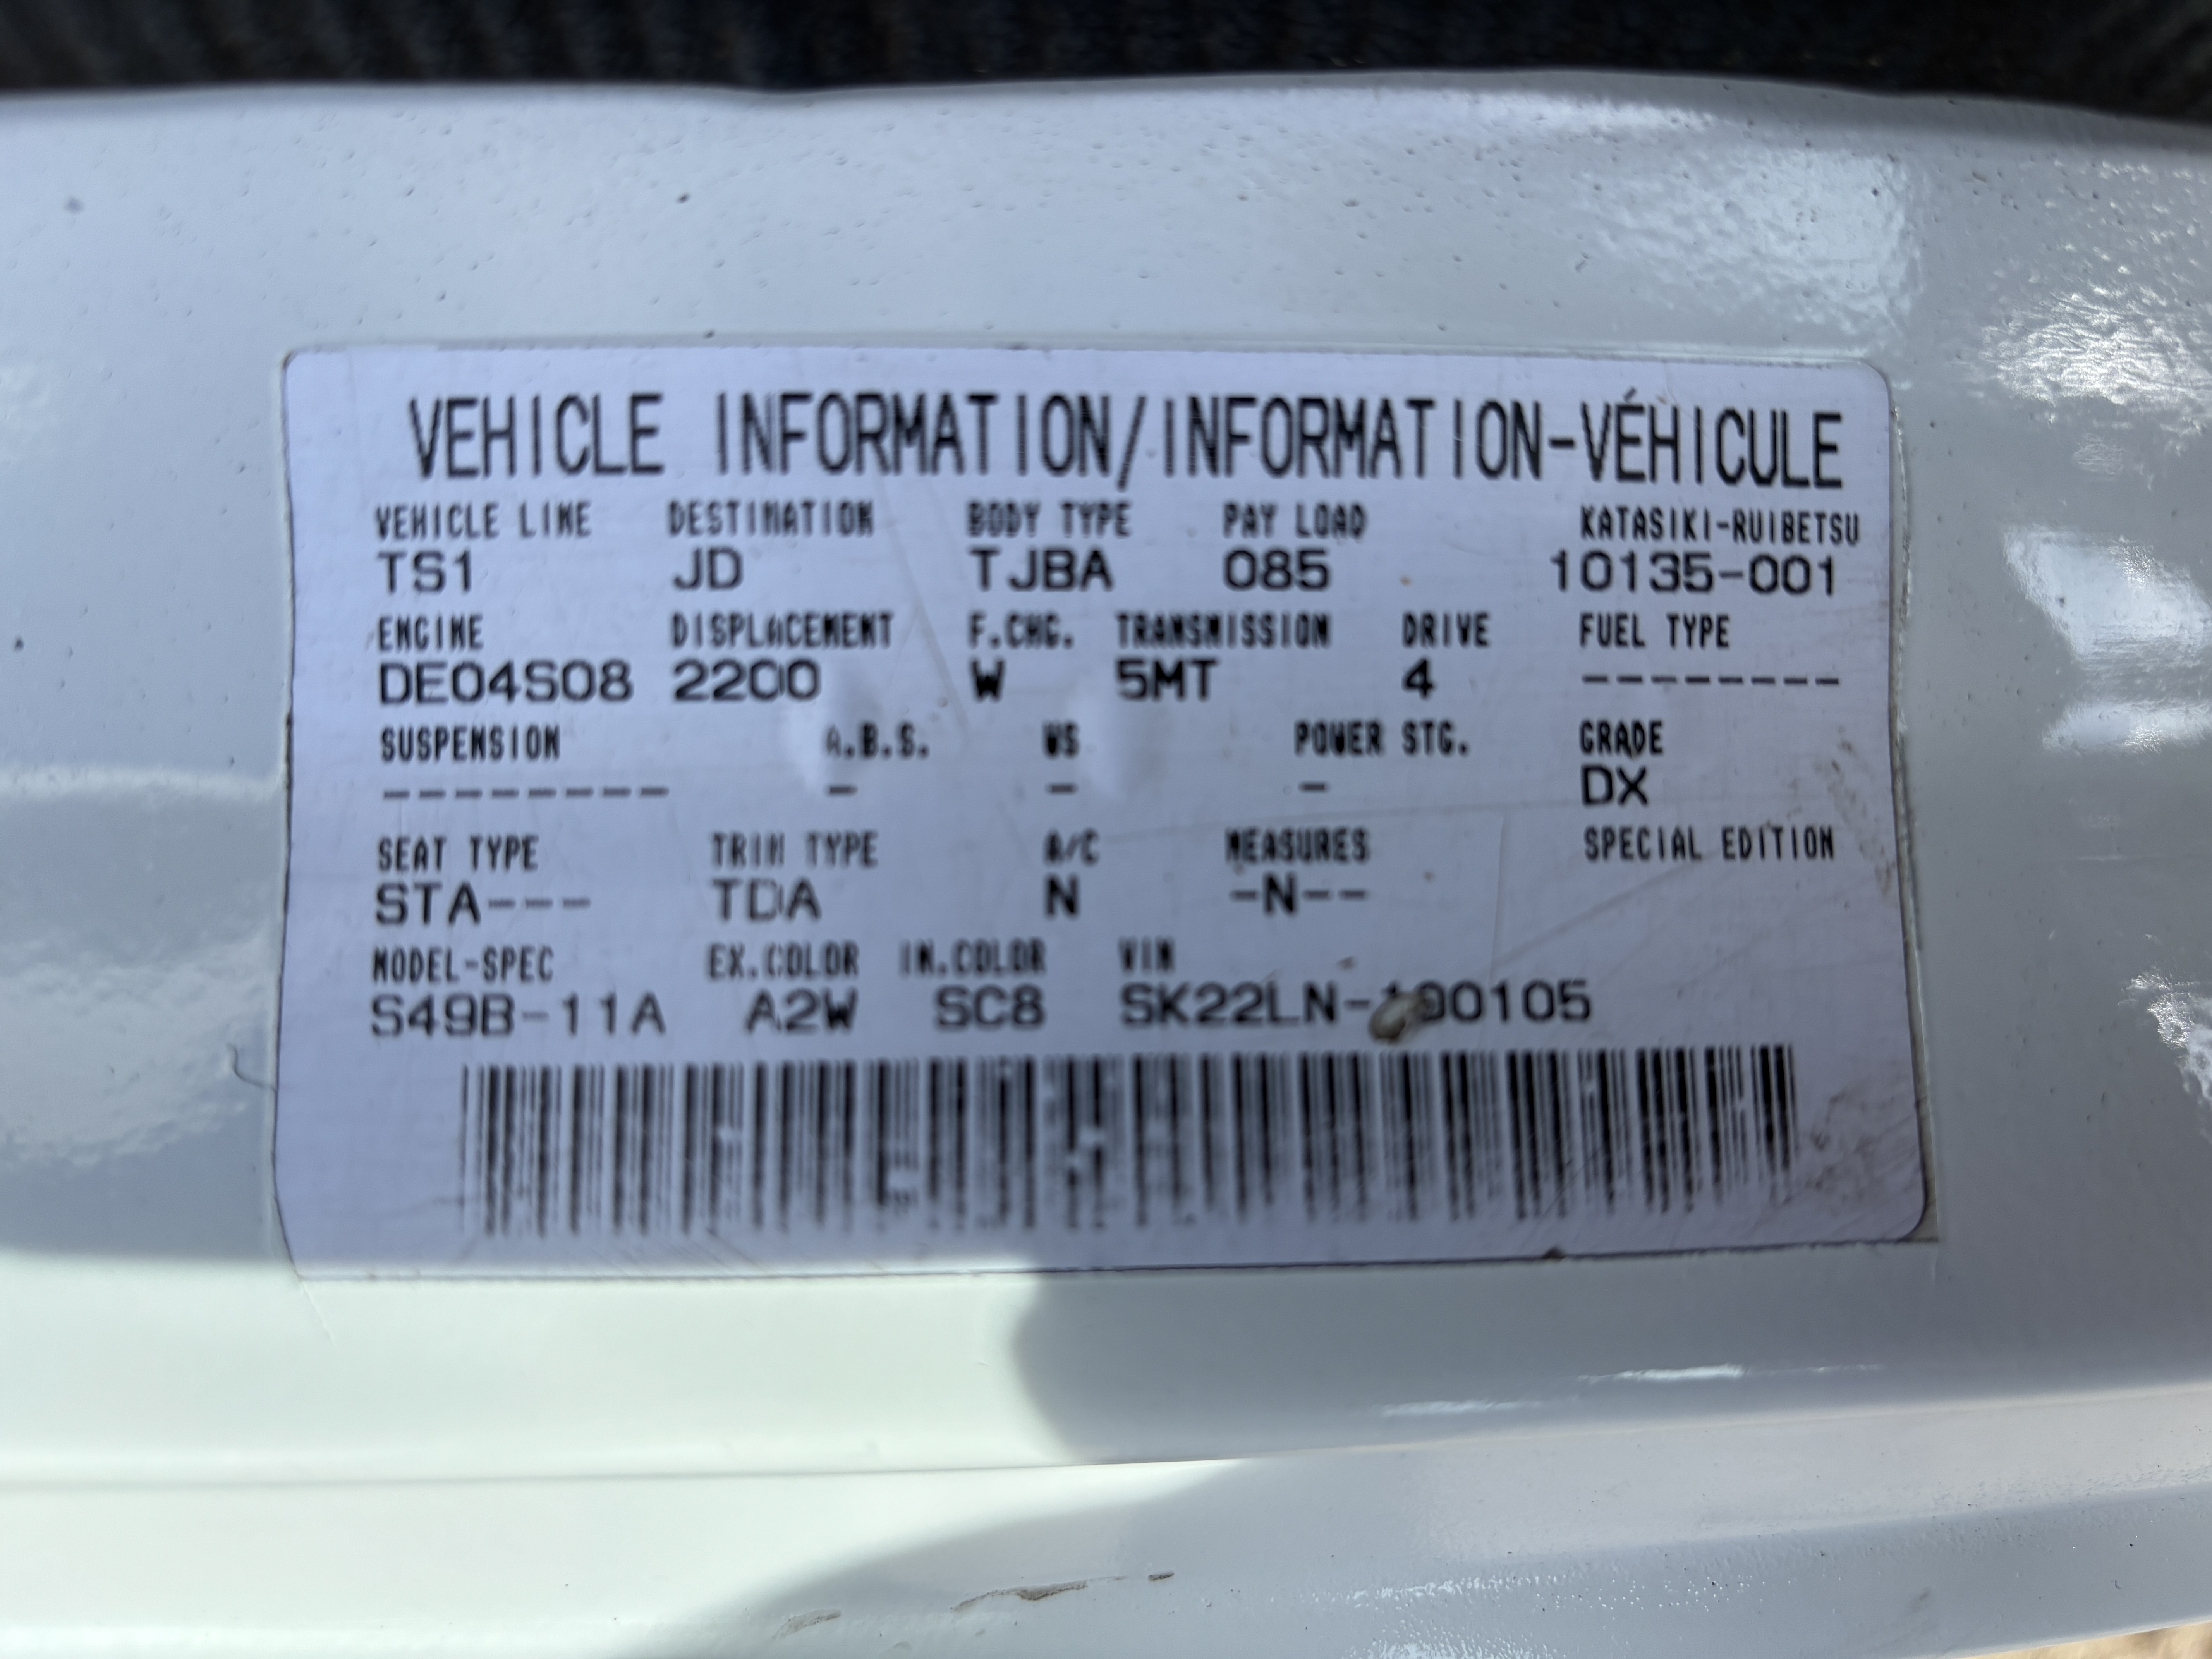 VEHICLE INFORMATION/INFORMATION-VÉHICULE
VEHICLE LINE DESTINATION BODY TYPE PAY LOAD KATASIKI-RUIBETSU
TS1 JD TJBA 085 10135-001
ENGINE DISPLACEMENT F.CHG. TRANSMISSION DRIVE FUEL TYPE
DE04S08 2200 W 5MT 4 --------
SUSPENSION A.B.S. WS POWER STG. GRADE
-------- - - - DX
SEAT TYPE TRIM TYPE A/C MEASURES SPECIAL EDITION
STA--- TDA N -N--
MODEL-SPEC EX.COLOR IN.COLOR VIN
S49B-11A A2W SC8